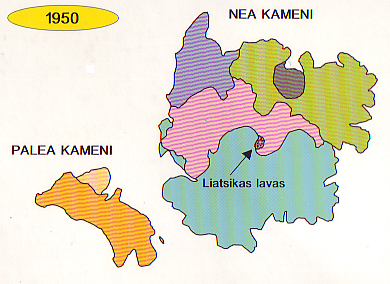 1950
NEA KAMENI
PALEA KAMENI
Liatsikas lavas